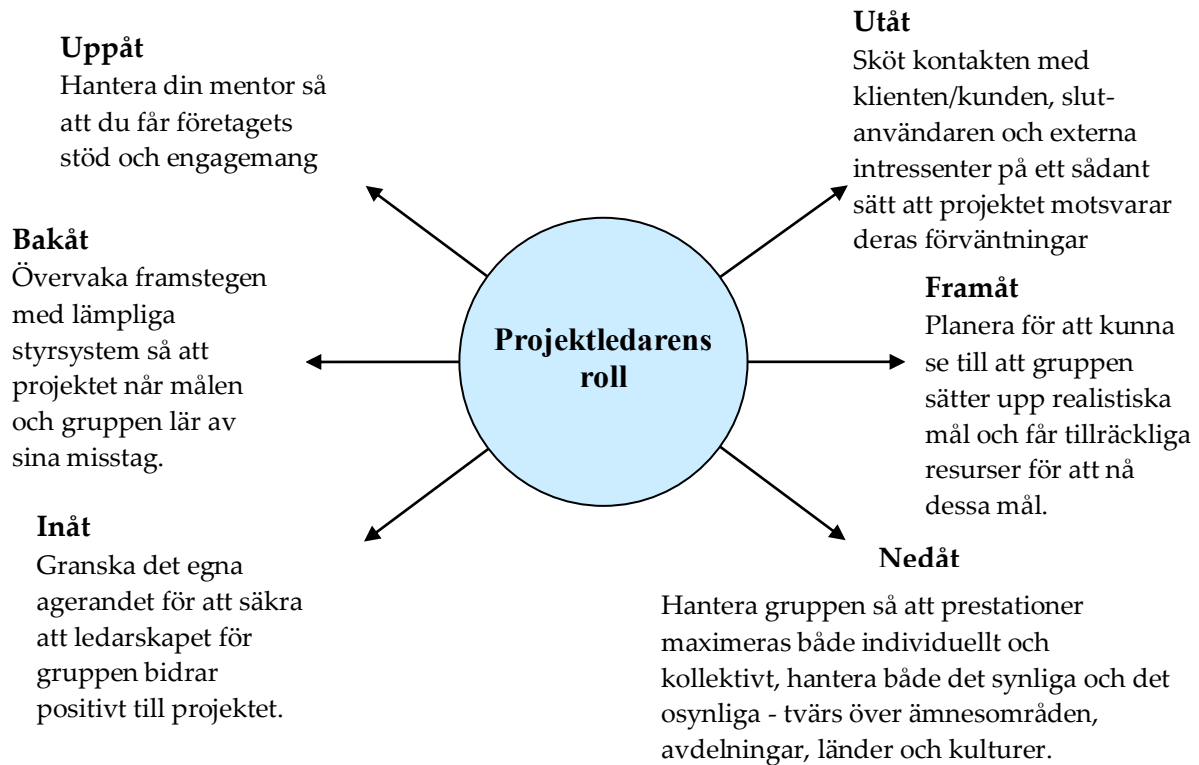 Uppåt
Hantera din mentor så
att du får företagets
stöd och engagemang
Utåt
Sköt kontakten med
klienten/kunden, slut-
användaren och externa
intressenter på ett sådant
sätt att projektet motsvarar
deras förväntningar
Bakåt
Övervaka framstegen
med lämpliga
styrsystem så att
projektet når målen
och gruppen lär av
sina misstag.
Projektledarens
roll
Framåt
Planera för att kunna
se till att gruppen
sätter upp realistiska
mål och får tillräckliga
resurser för att nå
dessa mål.
Inåt
Granska det egna
agerandet för att säkra
att ledarskapet för
gruppen bidrar
positivt till projektet.
Nedåt
Hantera gruppen så att prestationer
maximeras både individuellt och
kollektivt, hantera både det synliga och det
osynliga - tvärs över ämnesområden,
avdelningar, länder och kulturer.